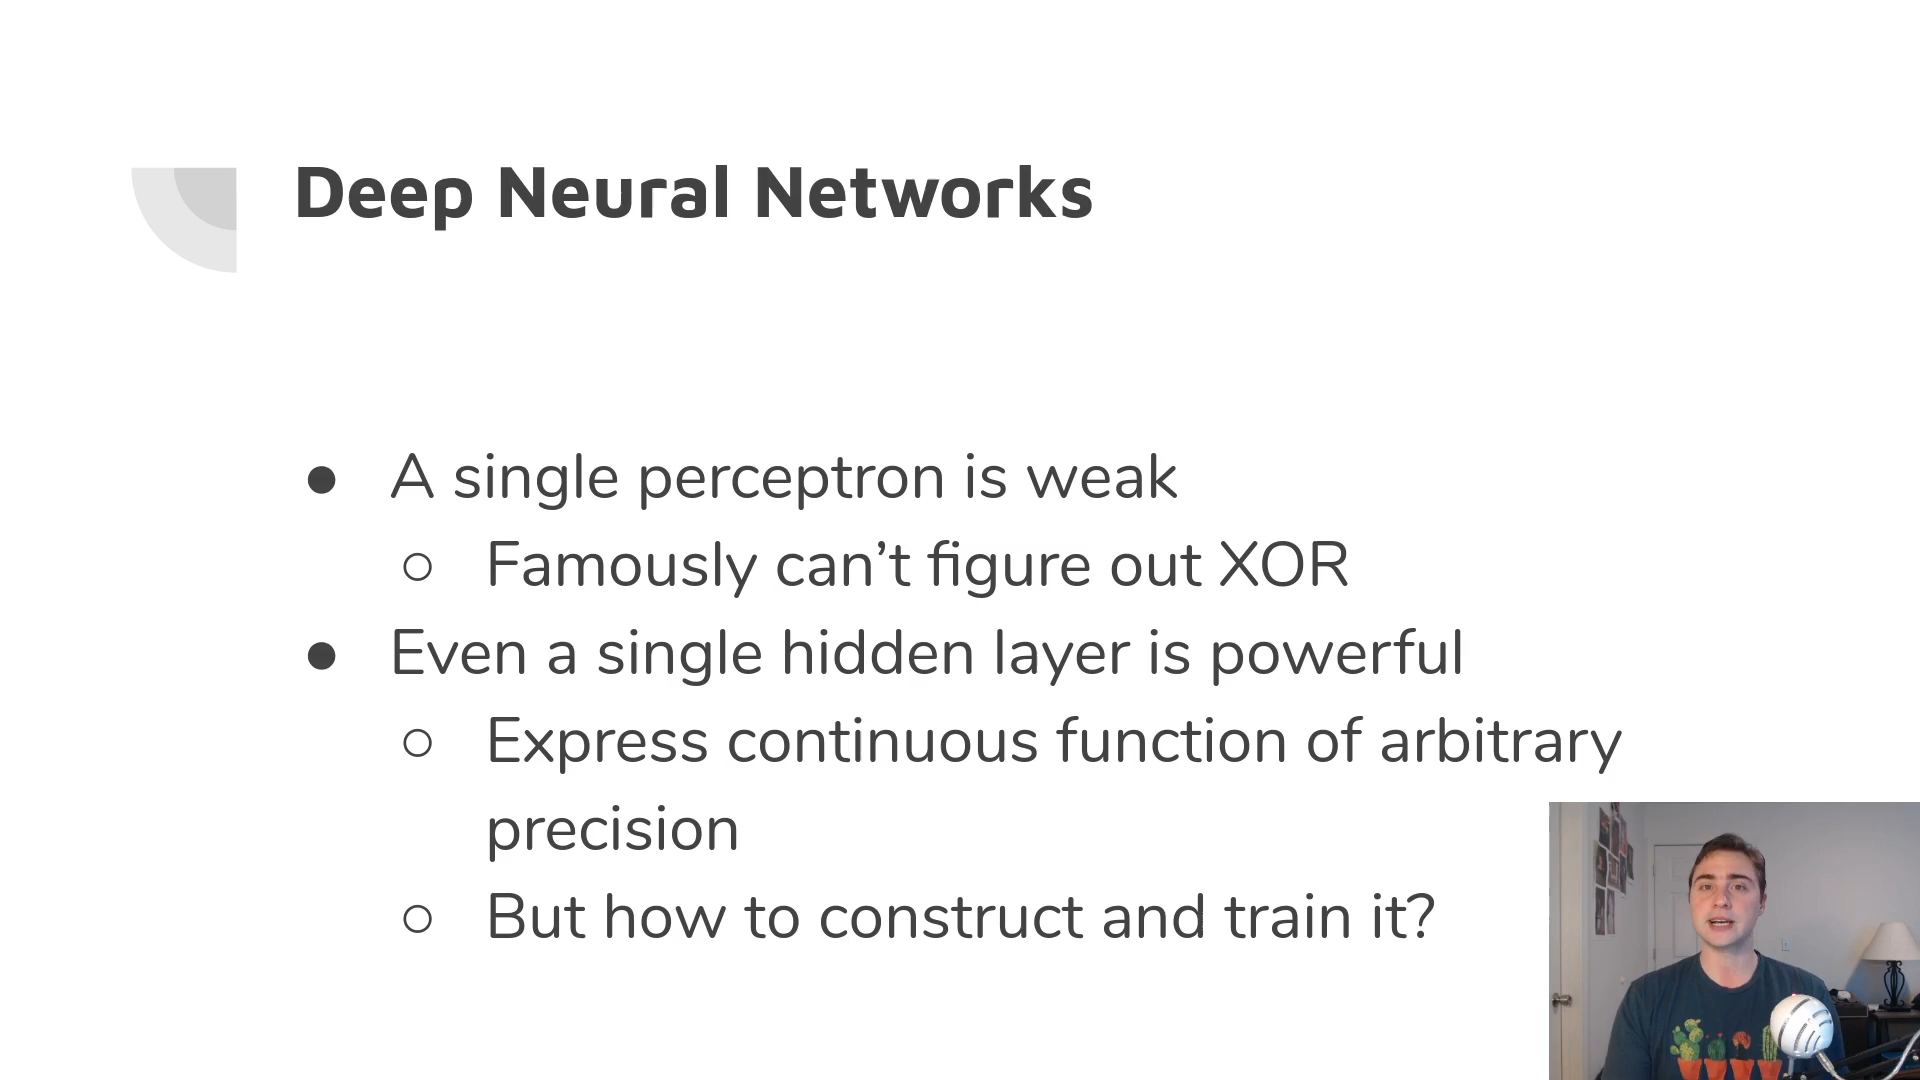 Deep Neural Networks
● A single perceptron is weak
○ Famously can’t figure out XOR
● Even a single hidden layer is powerful
○ Express continuous function of arbitrary
precision
○ But how to construct and train it?